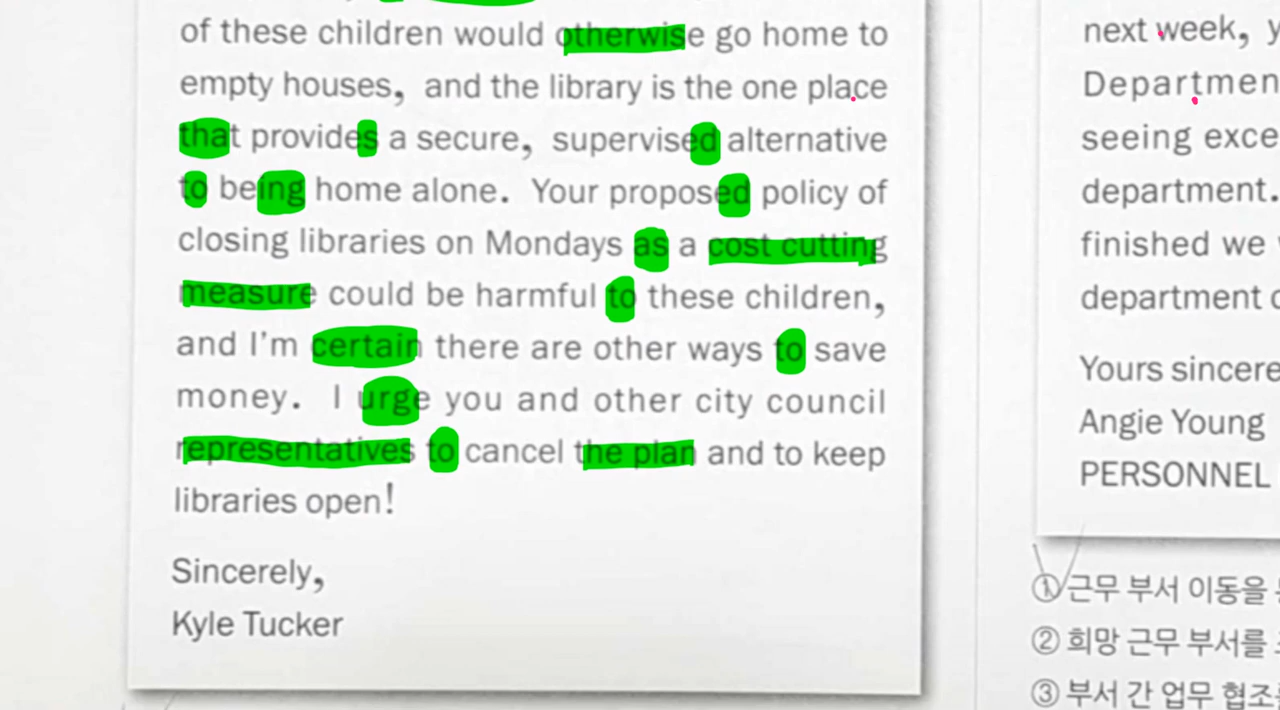 of these children would otherwise go home to
empty houses, and the library is the one place
that provides a secure, supervised alternative
to being home alone. Your proposed policy of
closing libraries on Mondays as a cost cutting
measure could be harmful to these children,
and I'm certain there are other ways to save
money. I urge you and other city council
representatives to cancel the plan and to keep
libraries open!
Sincerely,
Kyle Tucker
next week, y
Departmen
seeing exce
department.
finished we
department
Yours sincere
Angie Young
PERSONNEL
① 근무 부서 이동을
② 희망 근무 부서를
③ 부서 간 업무 협조